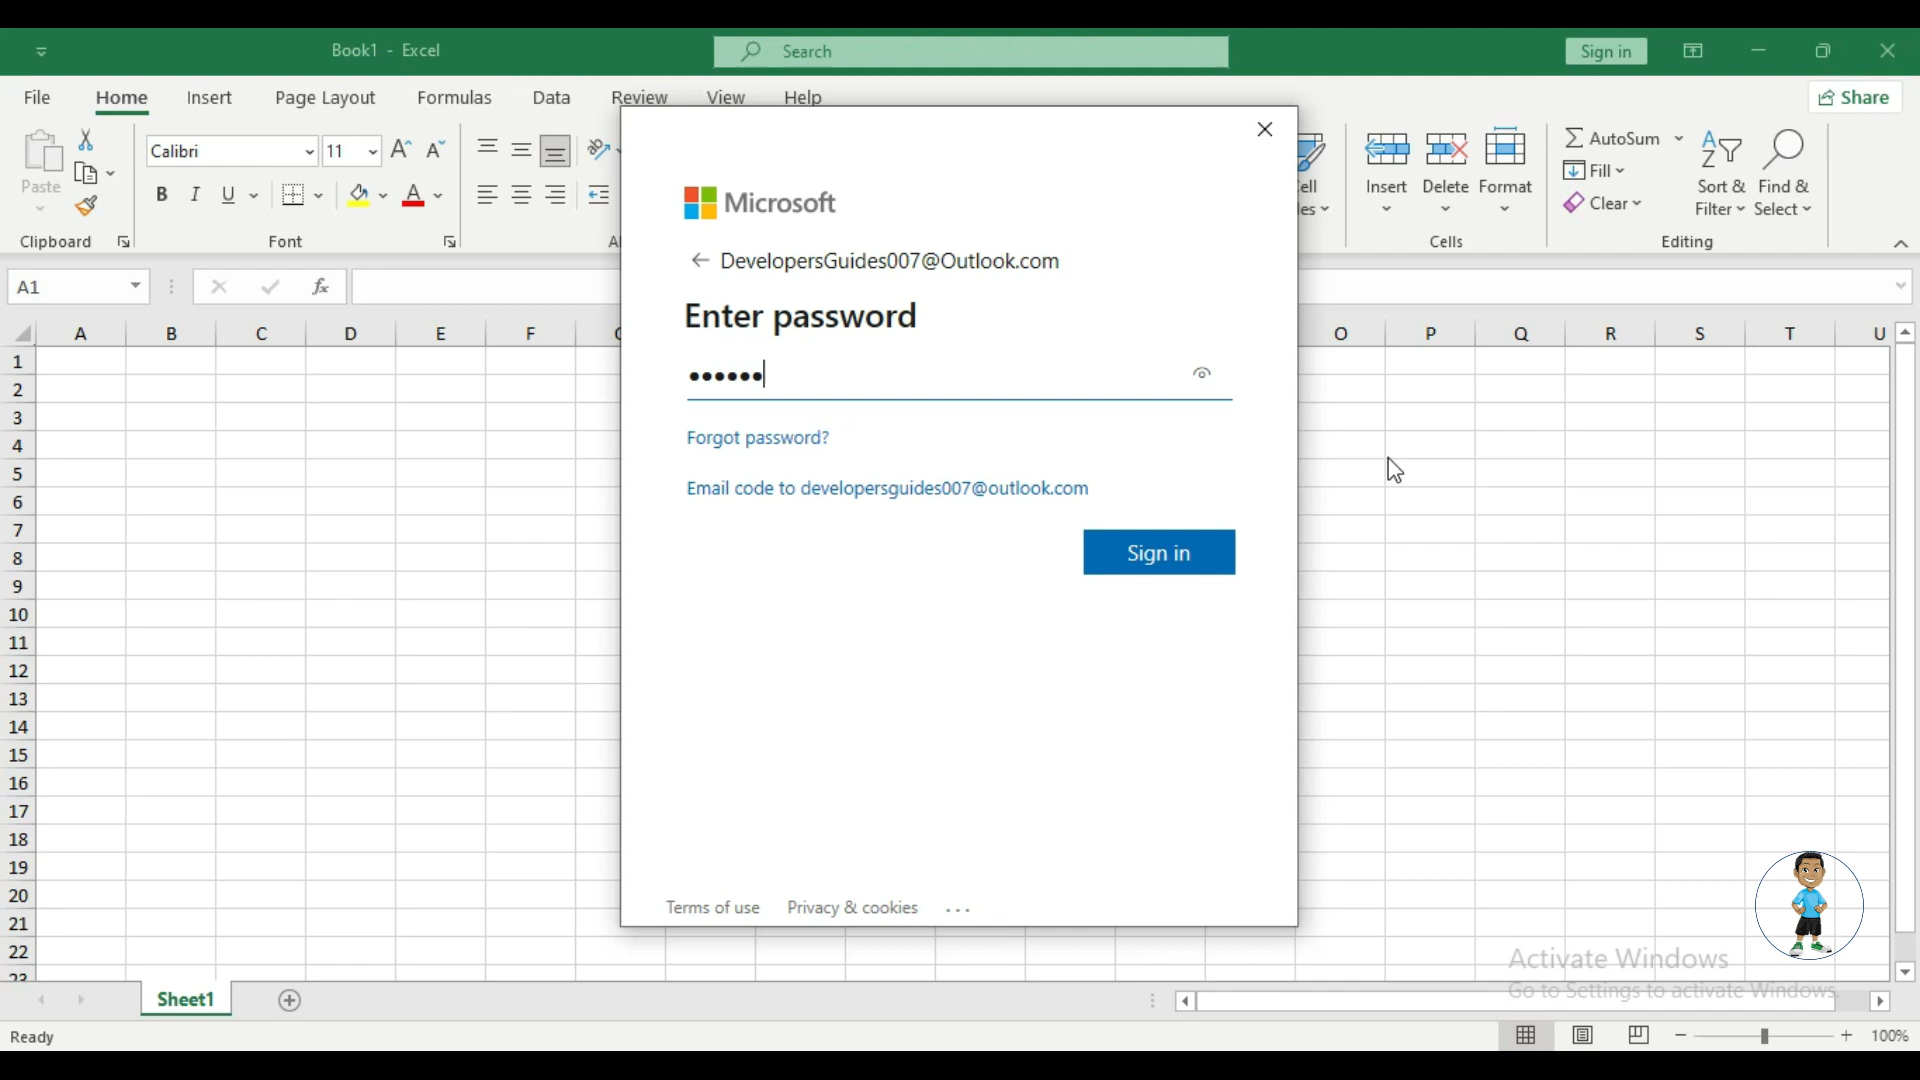 Book1 - Excel
Search
Sign in
File Home Insert Page Layout Formulas Data Review View Help
Share
Paste
Clipboard
Calibri 11
B I U A
Font
Insert Delete Format
Cells
AutoSum
Fill
Clear
Sort & Filter
Find & Select
Editing
A1
fx
A B C D E F O P Q R S T U
1
2
3
4
5
6
7
8
9
10
11
12
13
14
15
16
17
18
19
20
21
22
23
Microsoft
DevelopersGuides007@Outlook.com
Enter password
••••••
Forgot password?
Email code to developersguides007@outlook.com
Sign in
Terms of use Privacy & cookies ...
Activate Windows
Go to Settings to activate Windows.
Sheet1
Ready
100%